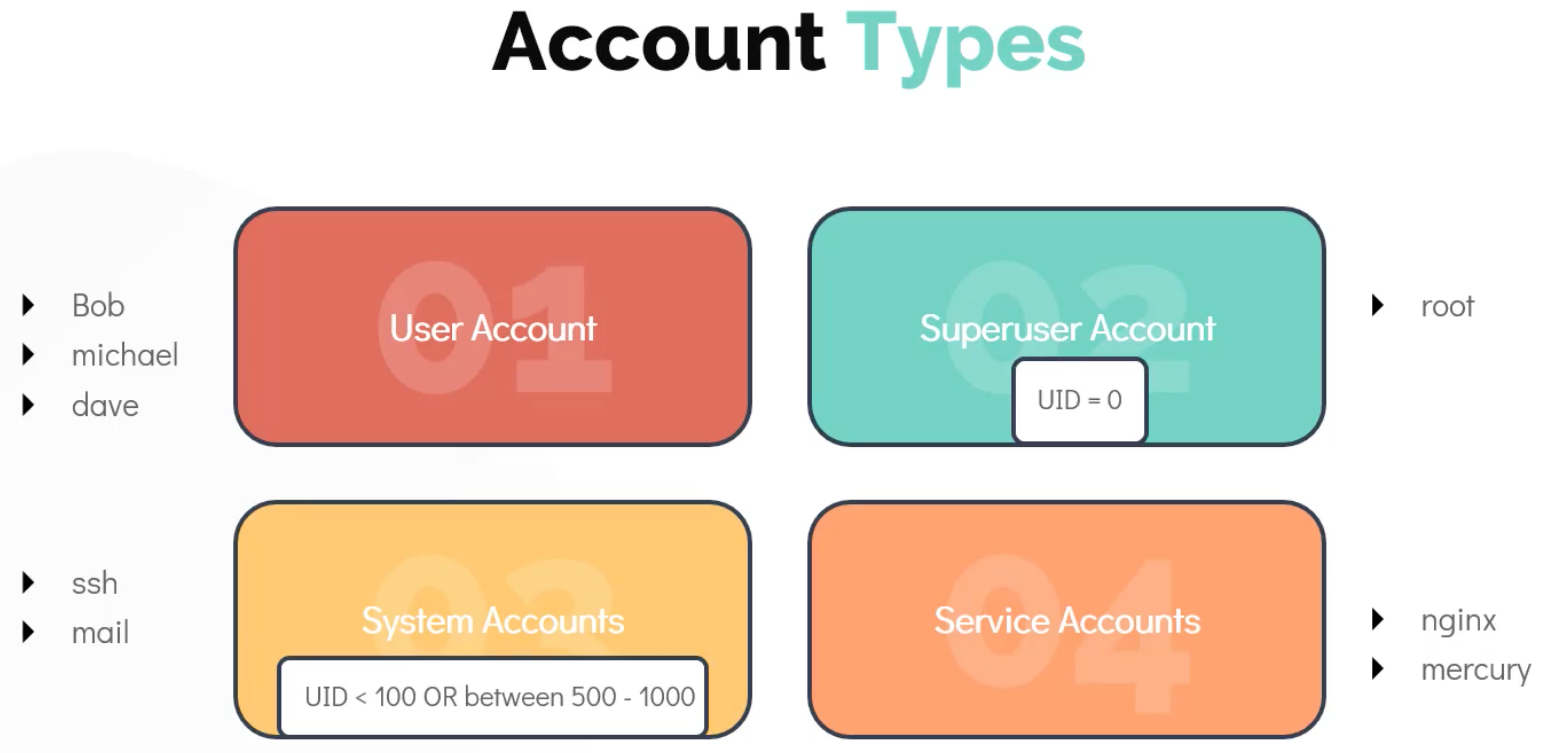 Account Types
Bob
michael
dave
01
User Account
02
Superuser Account
UID = 0
root
ssh
mail
03
System Accounts
UID < 100 OR between 500 - 1000
04
Service Accounts
nginx
mercury